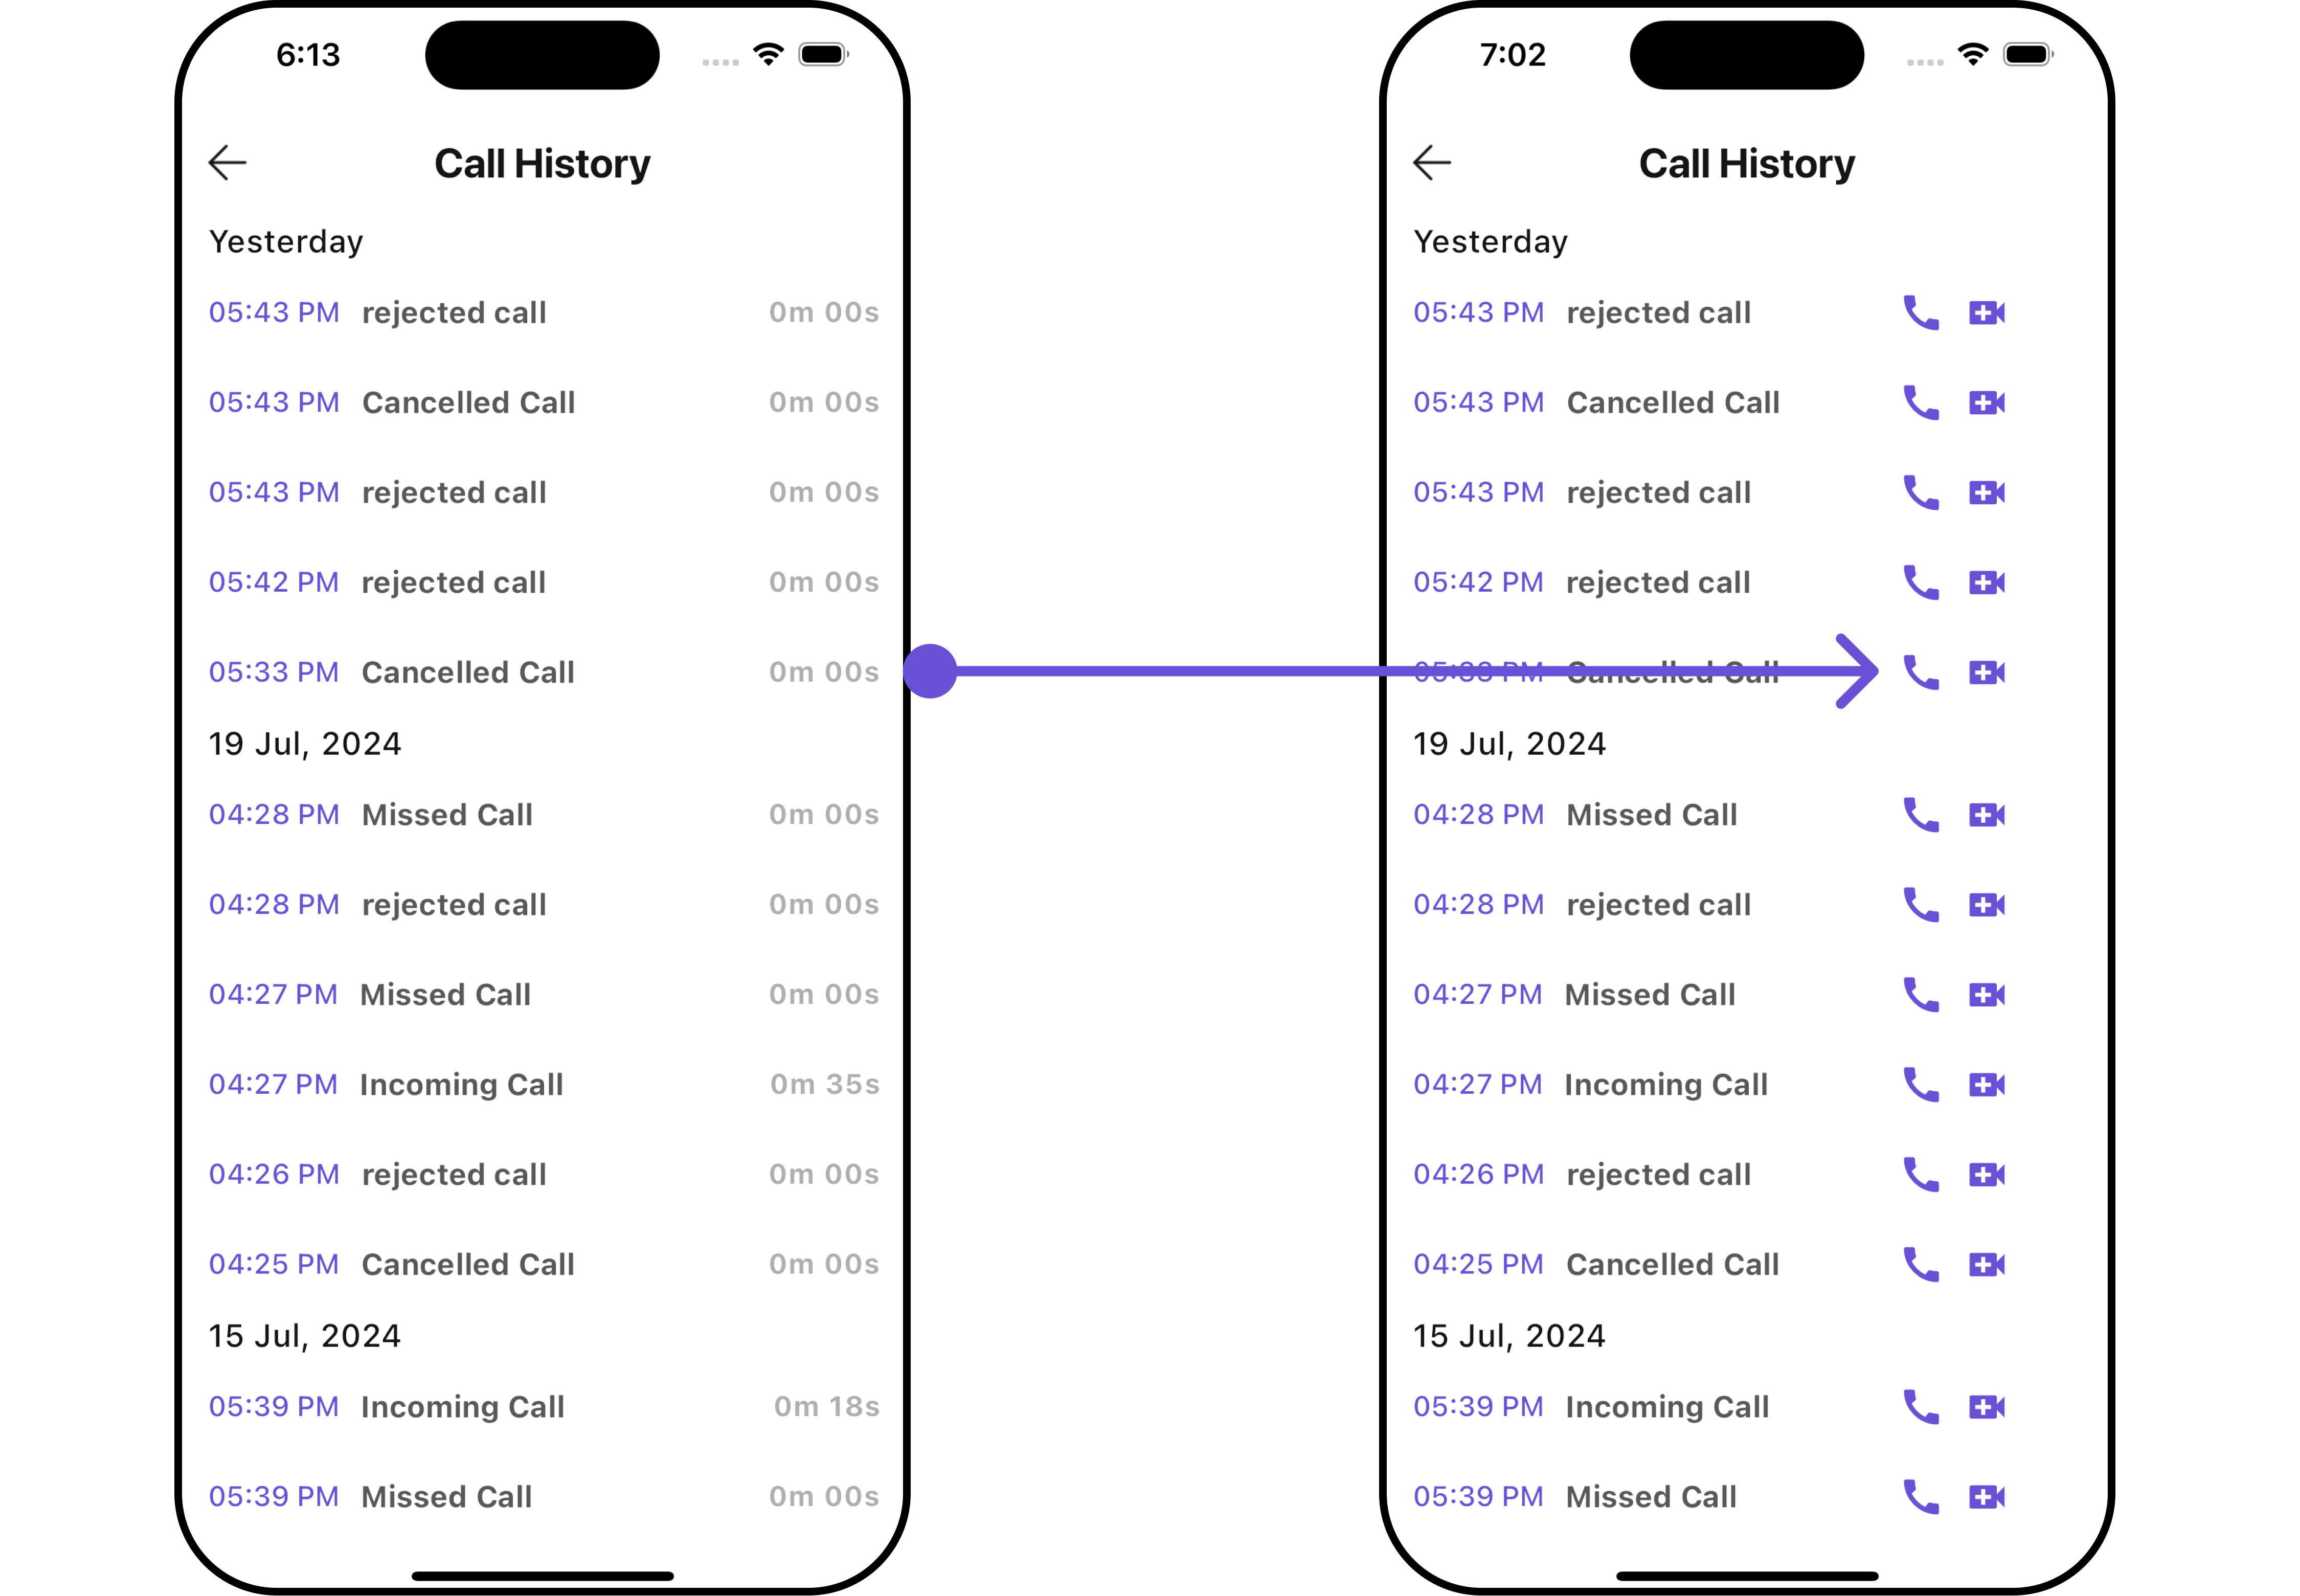 6:13
Call History
Yesterday
05:43 PM rejected call 0m 00s
05:43 PM Cancelled Call 0m 00s
05:43 PM rejected call 0m 00s
05:42 PM rejected call 0m 00s
05:33 PM Cancelled Call 0m 00s
19 Jul, 2024
04:28 PM Missed Call 0m 00s
04:28 PM rejected call 0m 00s
04:27 PM Missed Call 0m 00s
04:27 PM Incoming Call 0m 35s
04:26 PM rejected call 0m 00s
04:25 PM Cancelled Call 0m 00s
15 Jul, 2024
05:39 PM Incoming Call 0m 18s
05:39 PM Missed Call 0m 00s
7:02
Call History
Yesterday
05:43 PM rejected call
05:43 PM Cancelled Call
05:43 PM rejected call
05:42 PM rejected call
05:33 PM Cancelled Call
19 Jul, 2024
04:28 PM Missed Call
04:28 PM rejected call
04:27 PM Missed Call
04:27 PM Incoming Call
04:26 PM rejected call
04:25 PM Cancelled Call
15 Jul, 2024
05:39 PM Incoming Call
05:39 PM Missed Call